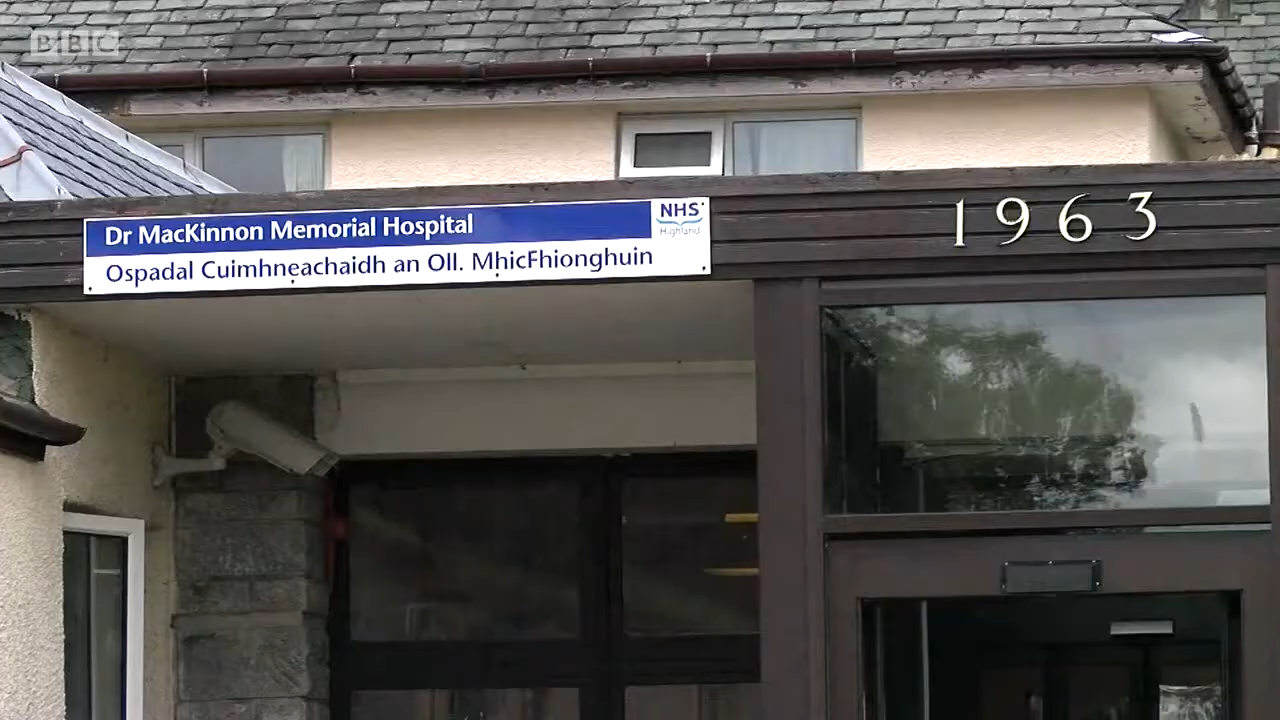 BBC
Dr MacKinnon Memorial Hospital
NHS
Highland
Ospadal Cuimhneachaidh an Oll. MhicFhionghuin
1963